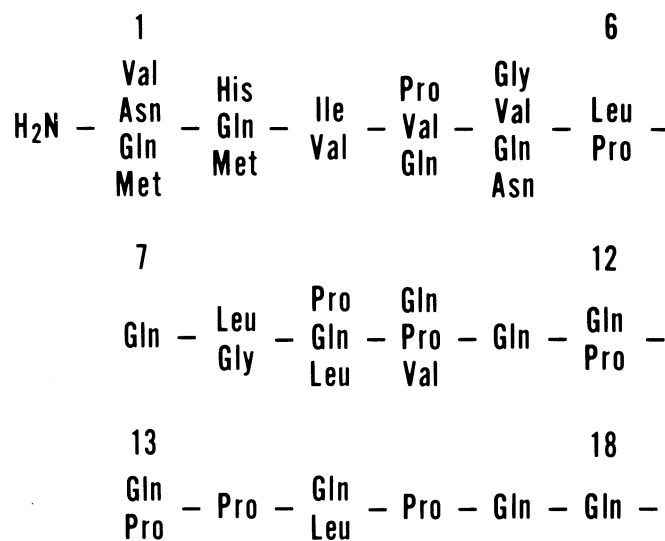 1 6
Val Gly
Asn His Pro Val Leu
H₂N – Gln – Gln – Ile – Val – Gln – Pro –
Met Met Val Gln Asn
7 12
Pro Gln
Gln – Leu – Gln – Pro – Gln – Gln –
Gly Leu Val Pro
13 18
Gln – Pro – Gln – Pro – Gln – Gln –
Pro Leu